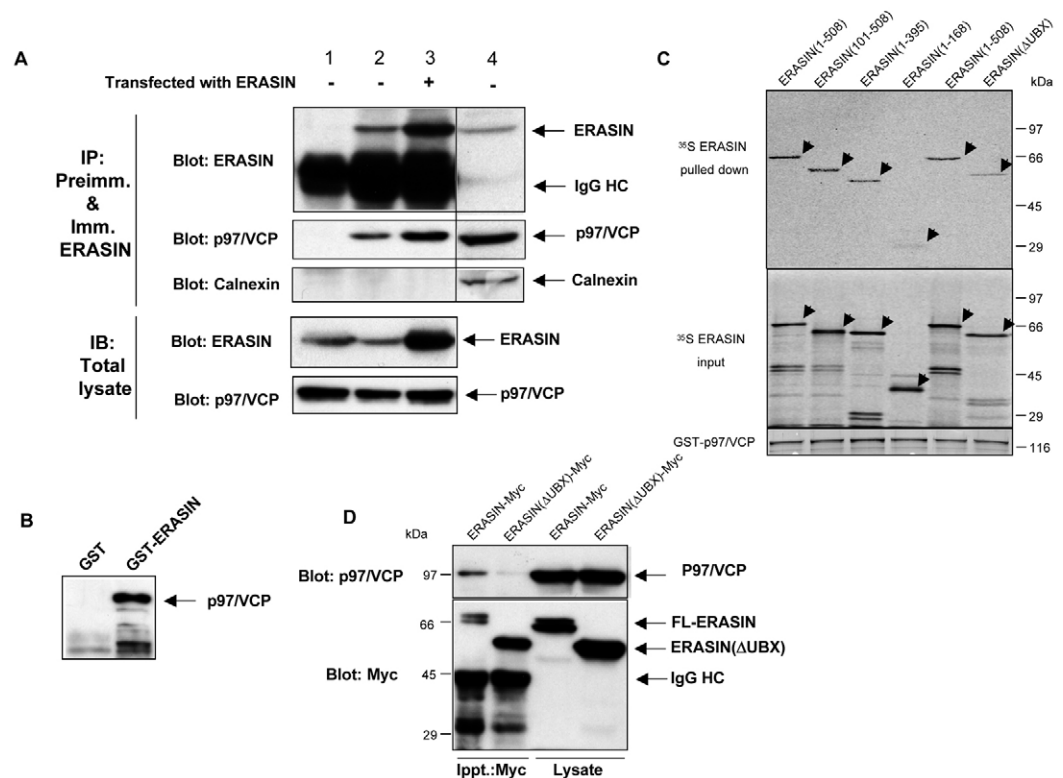 A
1 2 3 4
Transfected with ERASIN - - + -
IP:
Preimm.
&
Imm.
ERASIN
Blot: ERASIN
ERASIN
IgG HC
Blot: p97/VCP
p97/VCP
Blot: Calnexin
Calnexin
IB:
Total
lysate
Blot: ERASIN
ERASIN
Blot: p97/VCP
p97/VCP
B
GST
GST-ERASIN
p97/VCP
C
ERASIN(1-508)
ERASIN(101-508)
ERASIN(1-395)
ERASIN(1-168)
ERASIN(1-508)
ERASIN(ΔUBX)
kDa
35S ERASIN
pulled down
97
66
45
29
35S ERASIN
input
97
66
45
29
GST-p97/VCP
116
D
kDa
ERASIN-Myc
ERASIN(ΔUBX)-Myc
ERASIN-Myc
ERASIN(ΔUBX)-Myc
Blot: p97/VCP
97
P97/VCP
Blot: Myc
66
45
29
FL-ERASIN
ERASIN(ΔUBX)
IgG HC
Ippt.:Myc
Lysate